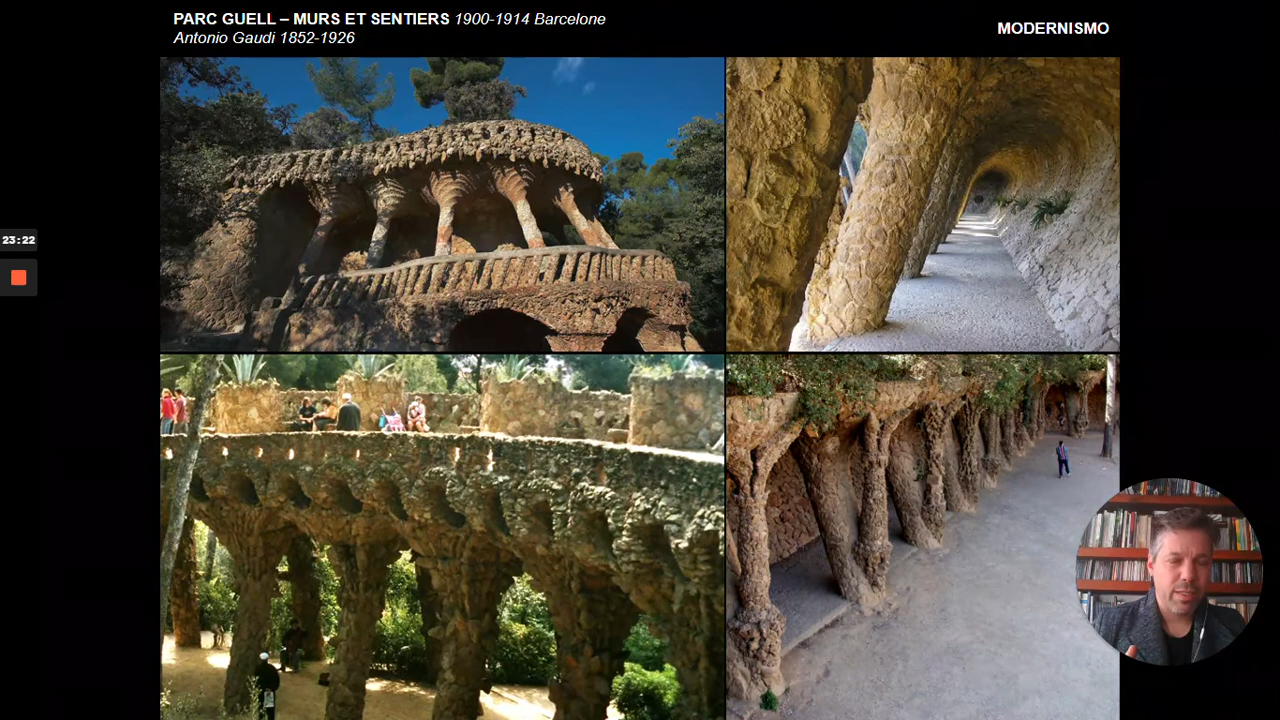 PARC GUELL – MURS ET SENTIERS 1900-1914 Barcelone
Antonio Gaudi 1852-1926
MODERNISMO
23:22